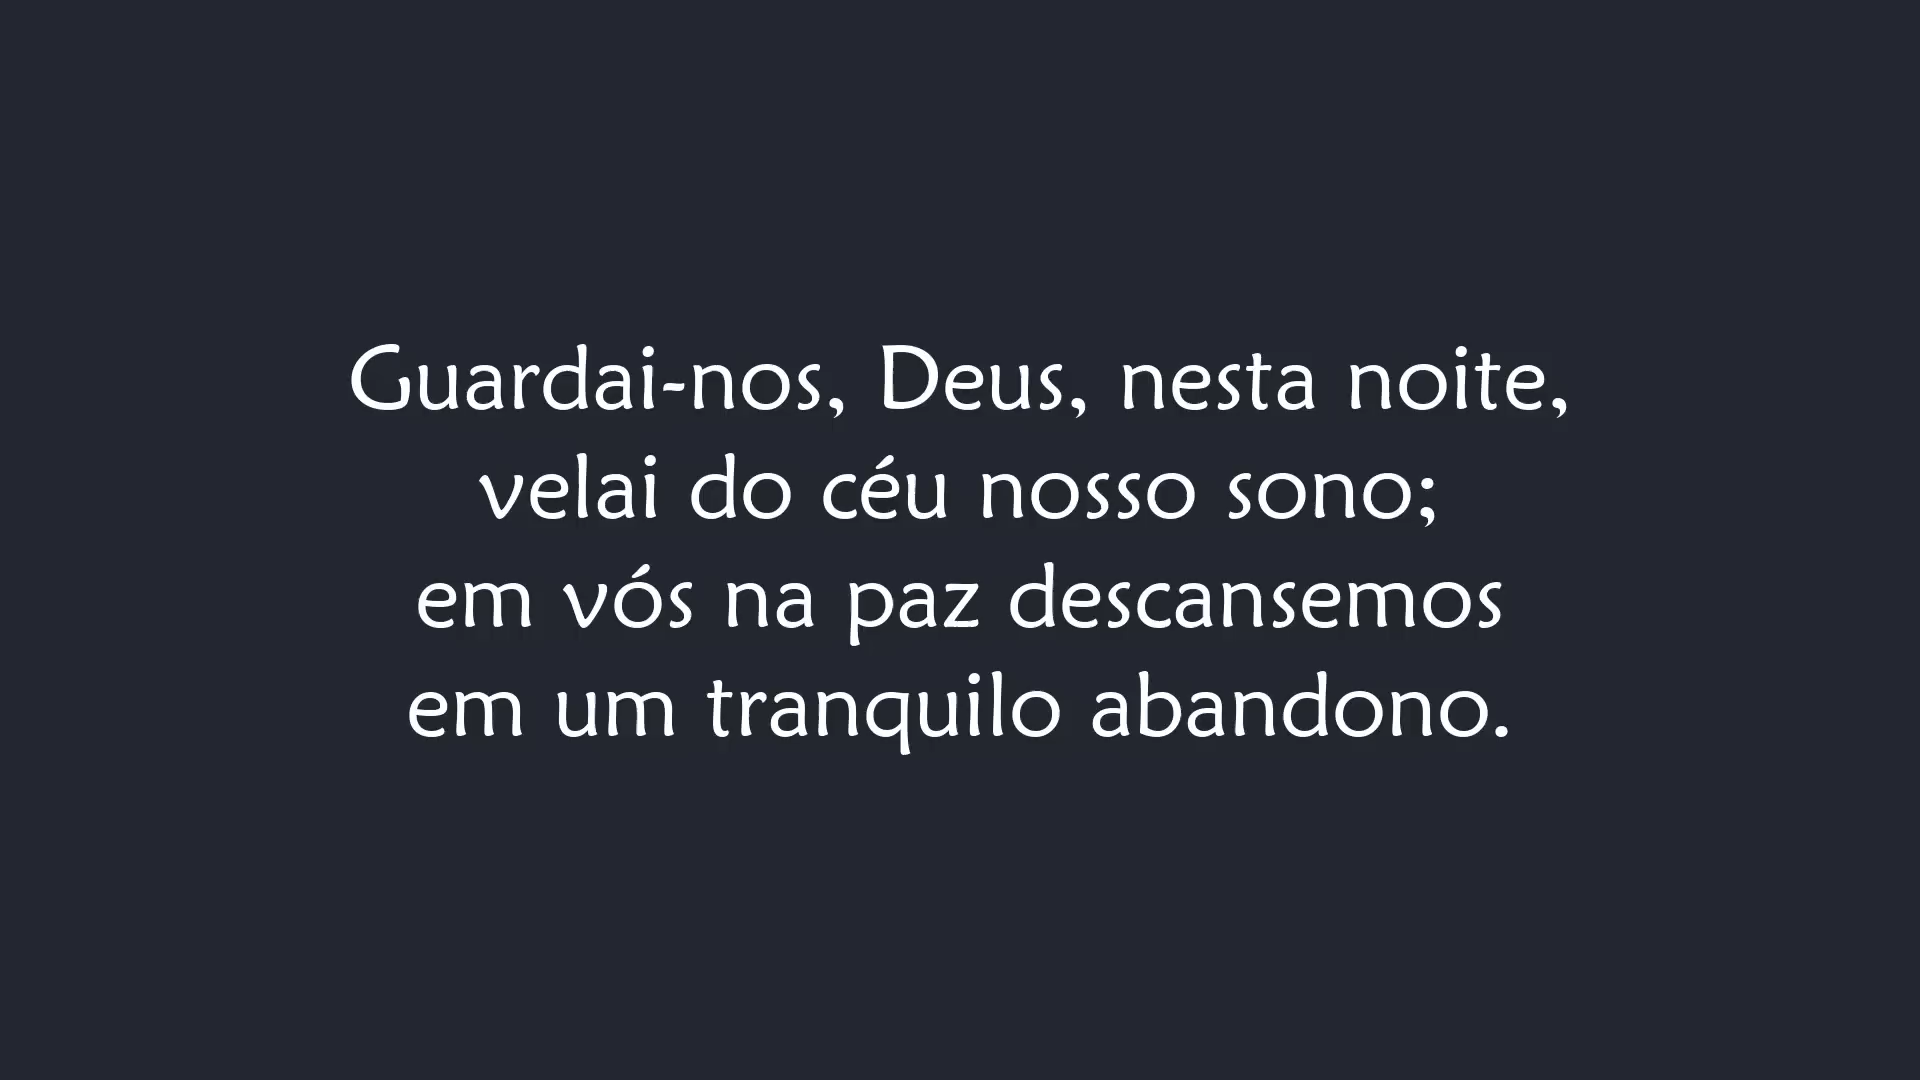 Guardai-nos, Deus, nesta noite,
velai do céu nosso sono;
em vós na paz descansemos
em um tranquilo abandono.